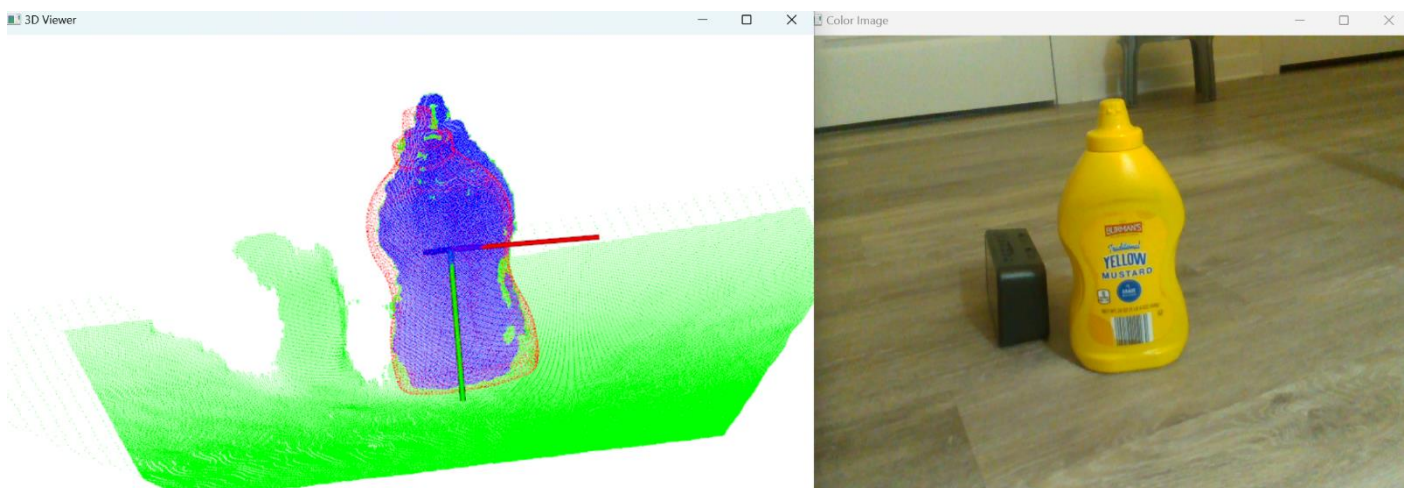 3D Viewer
Color Image
BURMAN'S
Traditional
YELLOW
MUSTARD